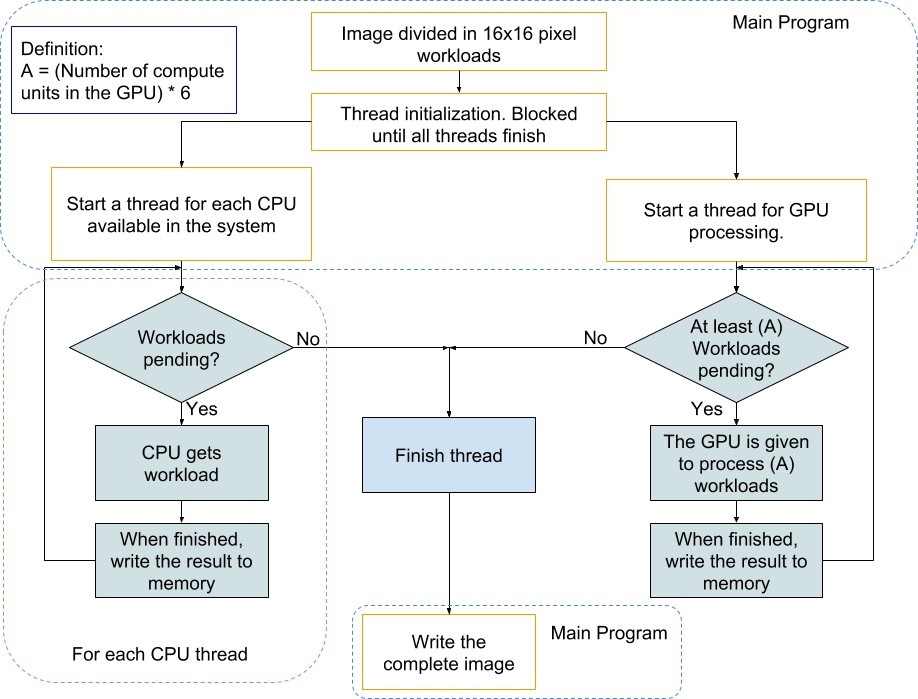 Main Program
Definition:
A = (Number of compute
units in the GPU) * 6
Image divided in 16x16 pixel
workloads
Thread initialization. Blocked
until all threads finish
Start a thread for each CPU
available in the system
Start a thread for GPU
processing.
Workloads
pending?
No
Yes
CPU gets
workload
When finished,
write the result to
memory
For each CPU thread
At least (A)
Workloads
pending?
No
Yes
The GPU is given
to process (A)
workloads
When finished,
write the result to
memory
Finish thread
Write the
complete image
Main Program